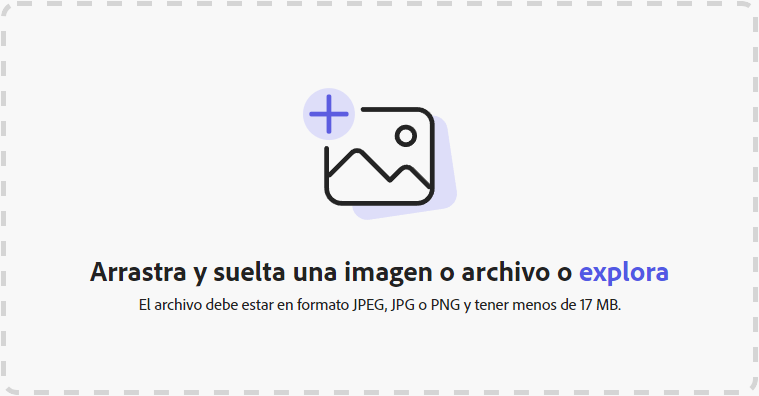 Arrastra y suelta una imagen o archivo o explora
El archivo debe estar en formato JPEG, JPG o PNG y tener menos de 17 MB.